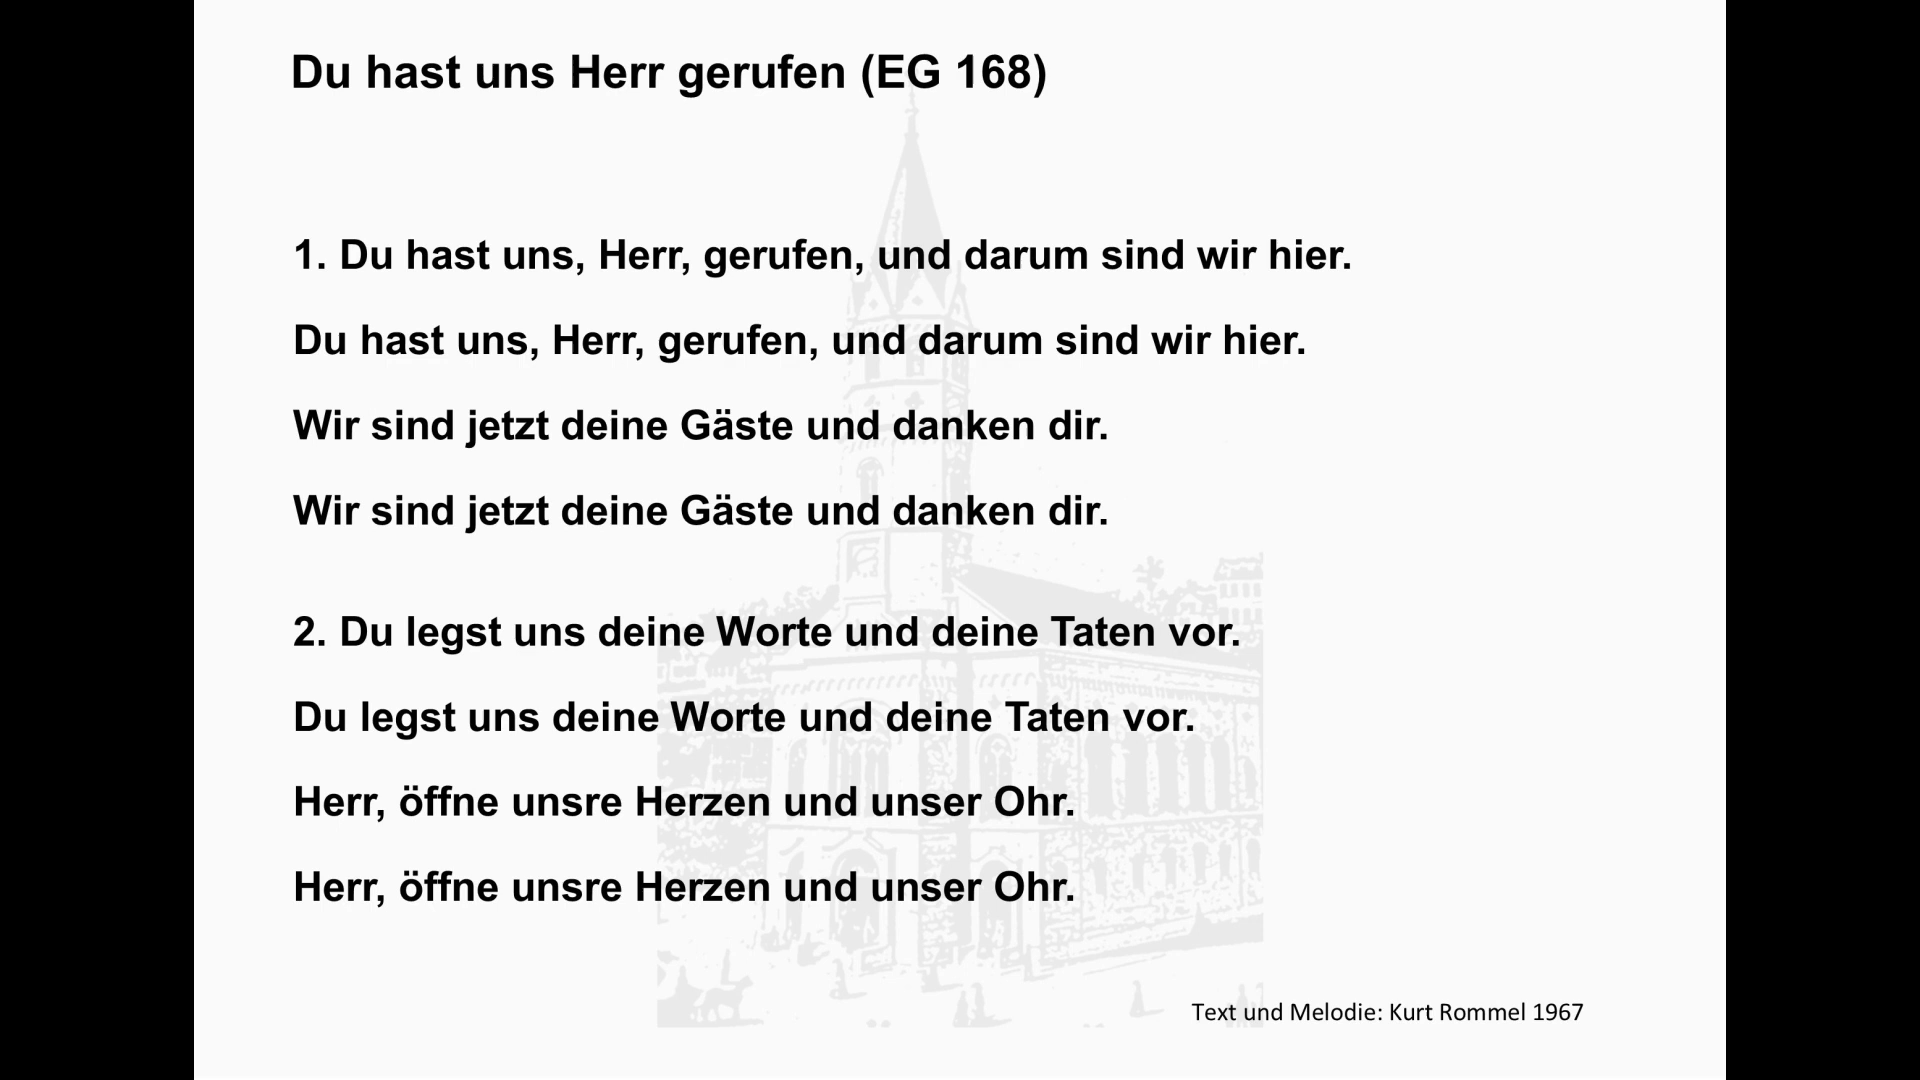 Du hast uns Herr gerufen (EG 168)
1. Du hast uns, Herr, gerufen, und darum sind wir hier.
Du hast uns, Herr, gerufen, und darum sind wir hier.
Wir sind jetzt deine Gäste und danken dir.
Wir sind jetzt deine Gäste und danken dir.
2. Du legst uns deine Worte und deine Taten vor.
Du legst uns deine Worte und deine Taten vor.
Herr, öffne unsre Herzen und unser Ohr.
Herr, öffne unsre Herzen und unser Ohr.
Text und Melodie: Kurt Rommel 1967